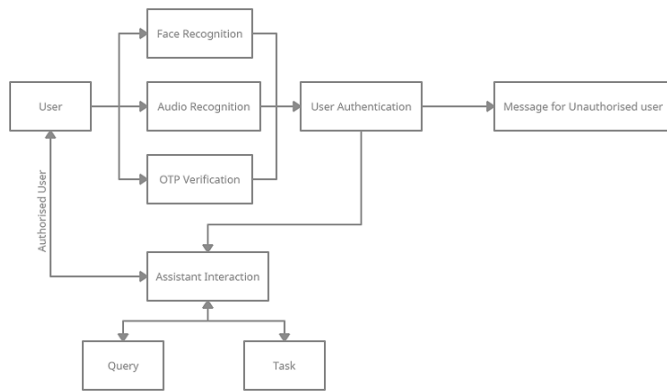 Face Recognition
User
Audio Recognition
User Authentication
Message for Unauthorised user
OTP Verification
Authorised User
Assistant Interaction
Query
Task